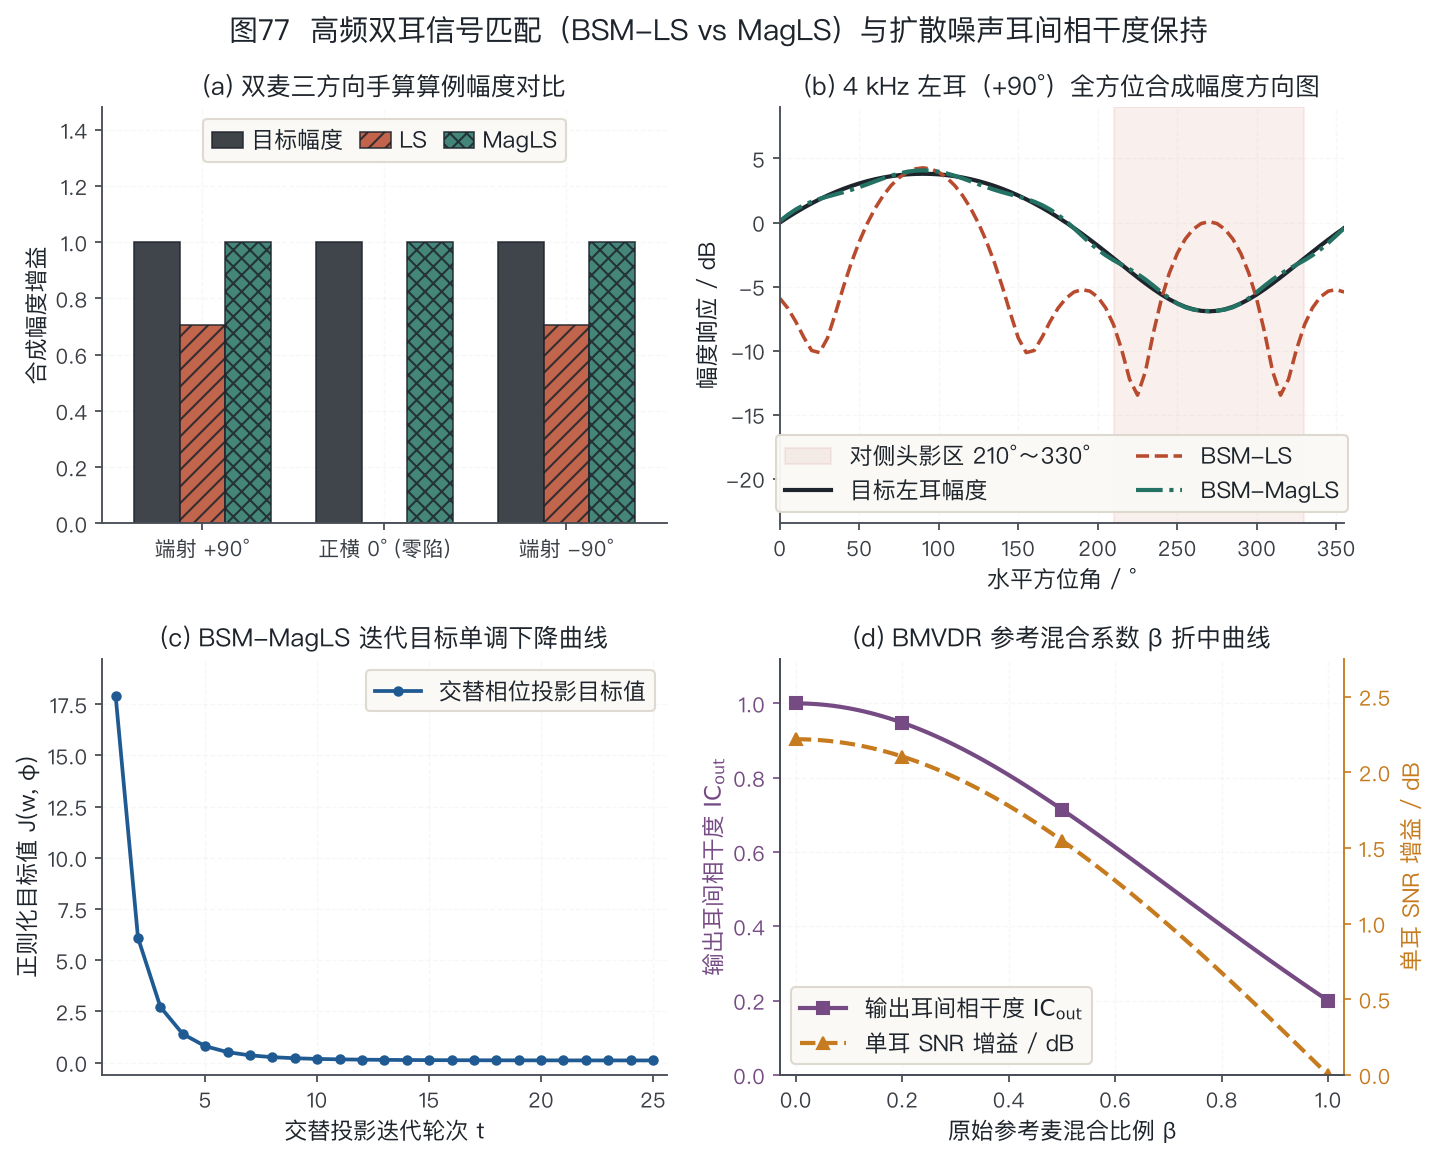 图77  高频双耳信号匹配（BSM–LS vs MagLS）与扩散噪声耳间相干度保持
(a) 双麦三方向手算算例幅度对比
合成幅度增益
1.4
1.2
1.0
0.8
0.6
0.4
0.2
0.0
目标幅度
LS
MagLS
端射 +90°
正横 0° (零陷)
端射 −90°
(b) 4 kHz 左耳（+90°）全方位合成幅度方向图
幅度响应 / dB
5
0
−5
−10
−15
−20
对侧头影区 210°～330°
目标左耳幅度
BSM–LS
BSM–MagLS
0
50
100
150
200
250
300
350
水平方位角 / °
(c) BSM–MagLS 迭代目标单调下降曲线
正则化目标值 J(w, φ)
17.5
15.0
12.5
10.0
7.5
5.0
2.5
0.0
交替相位投影目标值
5
10
15
20
25
交替投影迭代轮次 t
(d) BMVDR 参考混合系数 β 折中曲线
输出耳间相干度 ICout
1.0
0.8
0.6
0.4
0.2
0.0
输出耳间相干度 ICout
单耳 SNR 增益 / dB
2.5
2.0
1.5
1.0
0.5
0.0
单耳 SNR 增益 / dB
0.0
0.2
0.4
0.6
0.8
1.0
原始参考麦混合比例 β